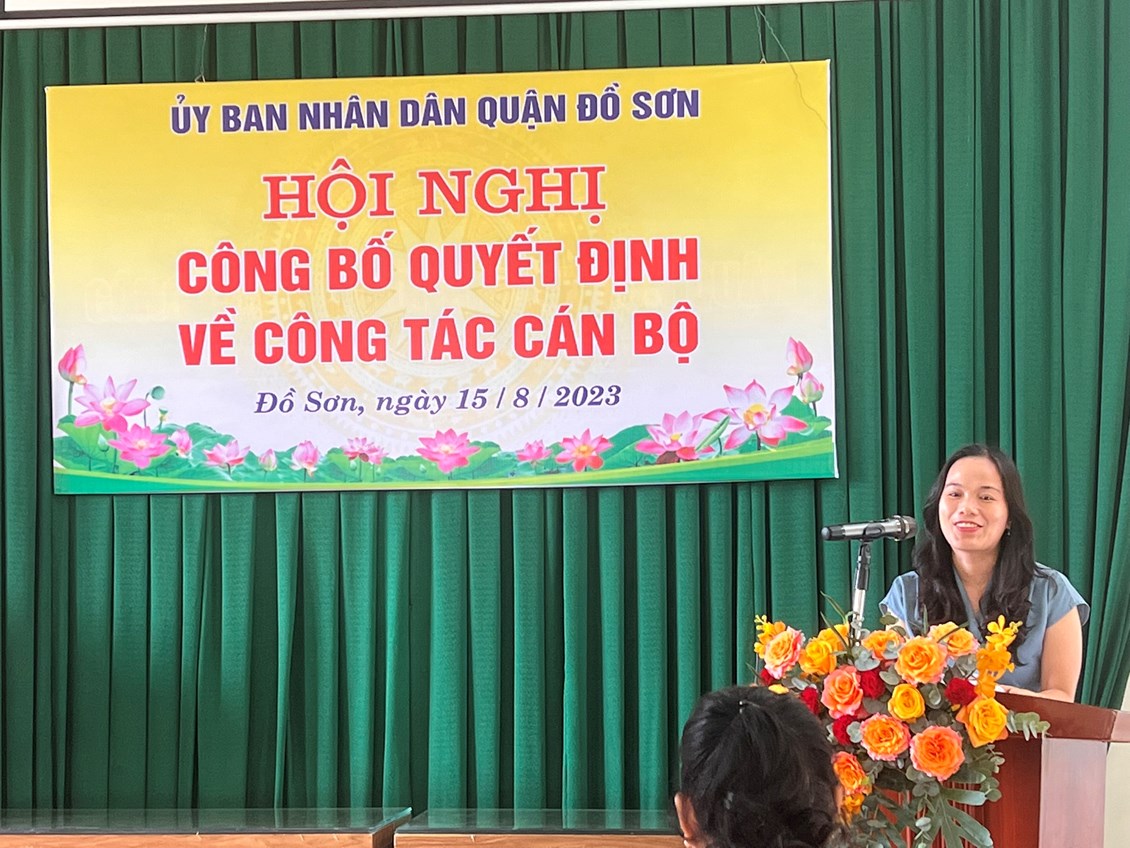 ỦY BAN NHÂN DÂN QUẬN ĐỒ SƠN
HỘI NGHỊ
CÔNG BỐ QUYẾT ĐỊNH
VỀ CÔNG TÁC CÁN BỘ
Đồ Sơn, ngày 15 / 8 / 2023